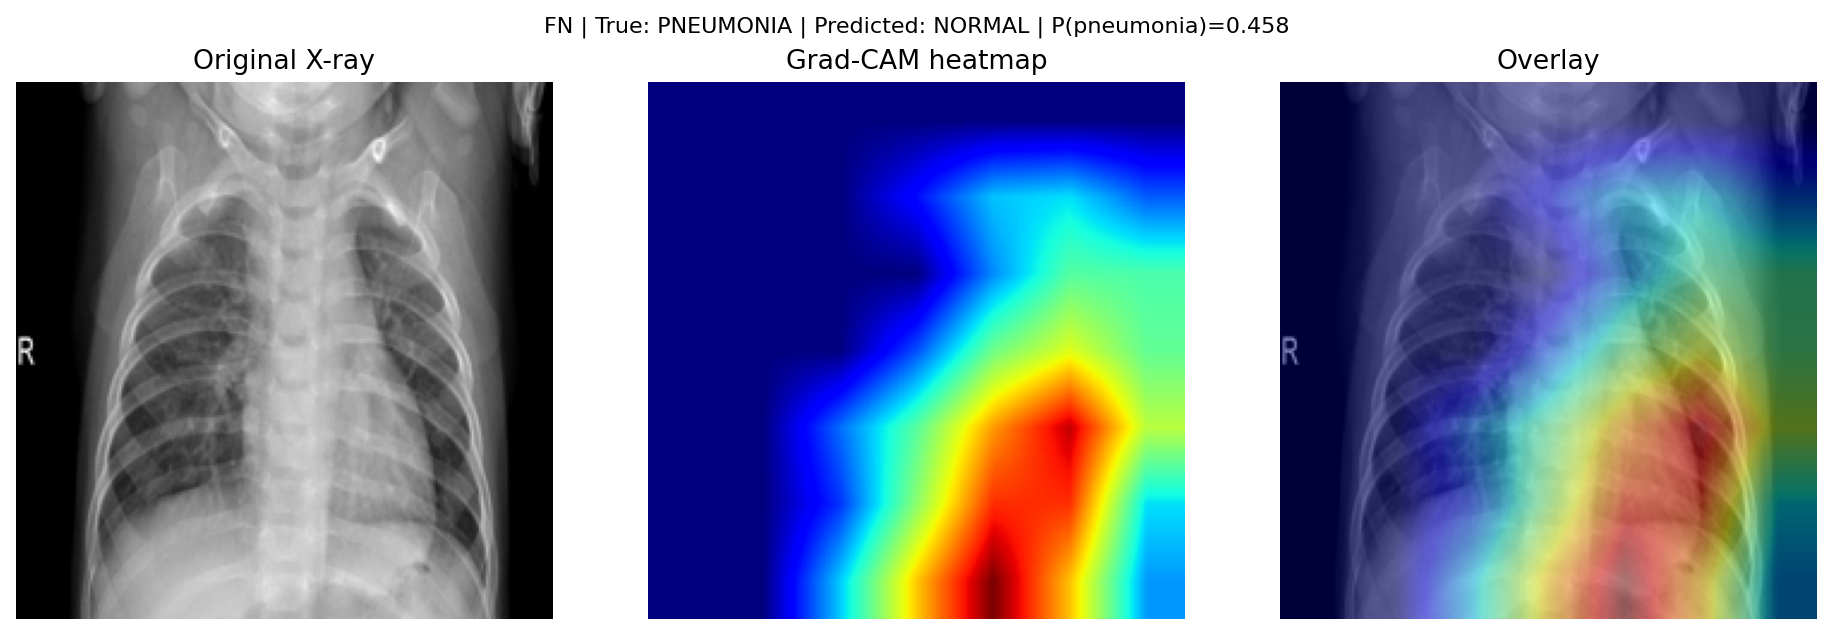 FN | True: PNEUMONIA | Predicted: NORMAL | P(pneumonia)=0.458
Original X-ray
Grad-CAM heatmap
Overlay
R
R